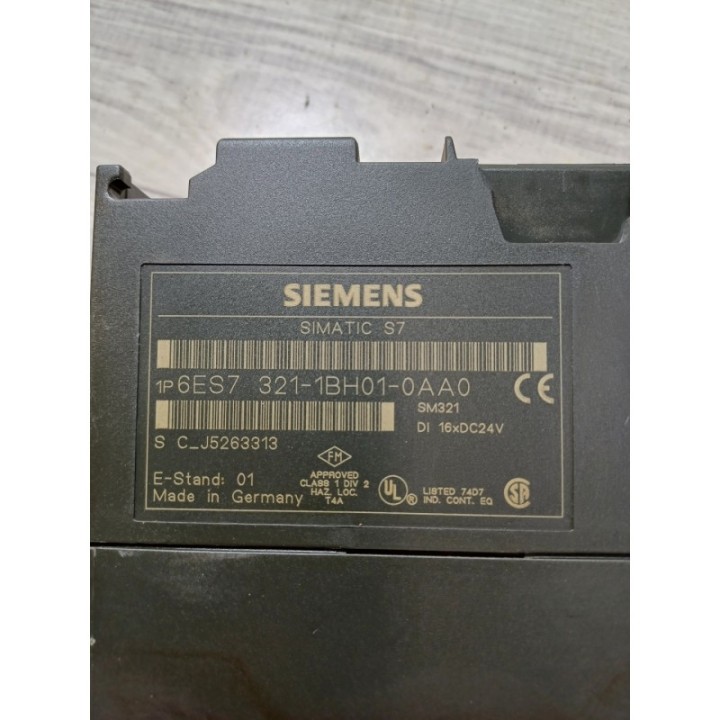 SIEMENS
SIMATIC S7
1P 6ES7 321-1BH01-0AA0
CE
SM321
DI 16xDC24V
S C_J5263313
E-Stand: 01
Made in Germany
FM
APPROVED
CLASS 1 DIV 2
HAZ. LOC.
T4A
UL ®
LISTED 74D7
IND. CONT. EQ
SA